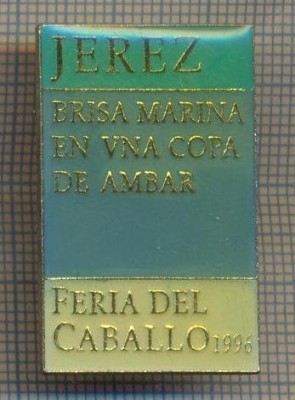 JEREZ
BRISA MARINA
EN VNA COPA
DE AMBAR
FERIA DEL
CABALLO 1996